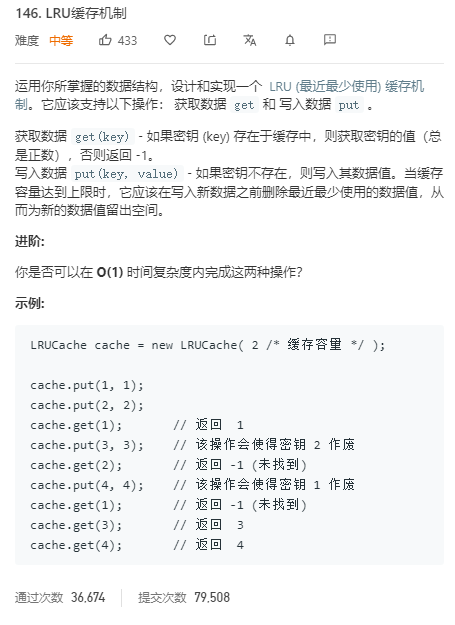 146. LRU缓存机制
难度 中等 433
运用你所掌握的数据结构，设计和实现一个 LRU (最近最少使用) 缓存机
制。它应该支持以下操作： 获取数据 get 和 写入数据 put 。
获取数据 get(key) - 如果密钥 (key) 存在于缓存中，则获取密钥的值（总
是正数），否则返回 -1。
写入数据 put(key, value) - 如果密钥不存在，则写入其数据值。当缓存
容量达到上限时，它应该在写入新数据之前删除最近最少使用的数据值，从
而为新的数据值留出空间。
进阶:
你是否可以在 O(1) 时间复杂度内完成这两种操作？
示例:
LRUCache cache = new LRUCache( 2 /* 缓存容量 */ );
cache.put(1, 1);
cache.put(2, 2);
cache.get(1);       // 返回  1
cache.put(3, 3);    // 该操作会使得密钥 2 作废
cache.get(2);       // 返回 -1 (未找到)
cache.put(4, 4);    // 该操作会使得密钥 1 作废
cache.get(1);       // 返回 -1 (未找到)
cache.get(3);       // 返回  3
cache.get(4);       // 返回  4
通过次数 36,674 提交次数 79,508